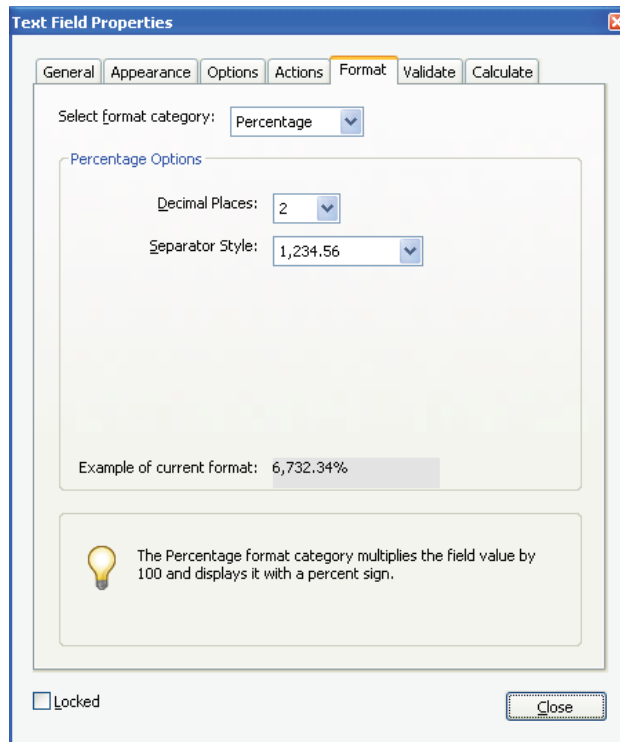 Text Field Properties
General Appearance Options Actions Format Validate Calculate
Select format category: Percentage
Percentage Options
Decimal Places: 2
Separator Style: 1,234.56
Example of current format: 6,732.34%
The Percentage format category multiplies the field value by
100 and displays it with a percent sign.
Locked
Close